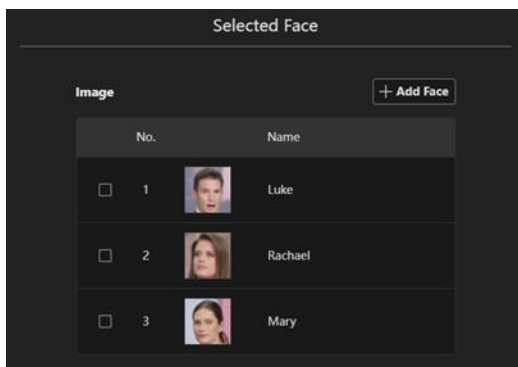 Selected Face
Image
+ Add Face
No. Name
1 Luke
2 Rachael
3 Mary